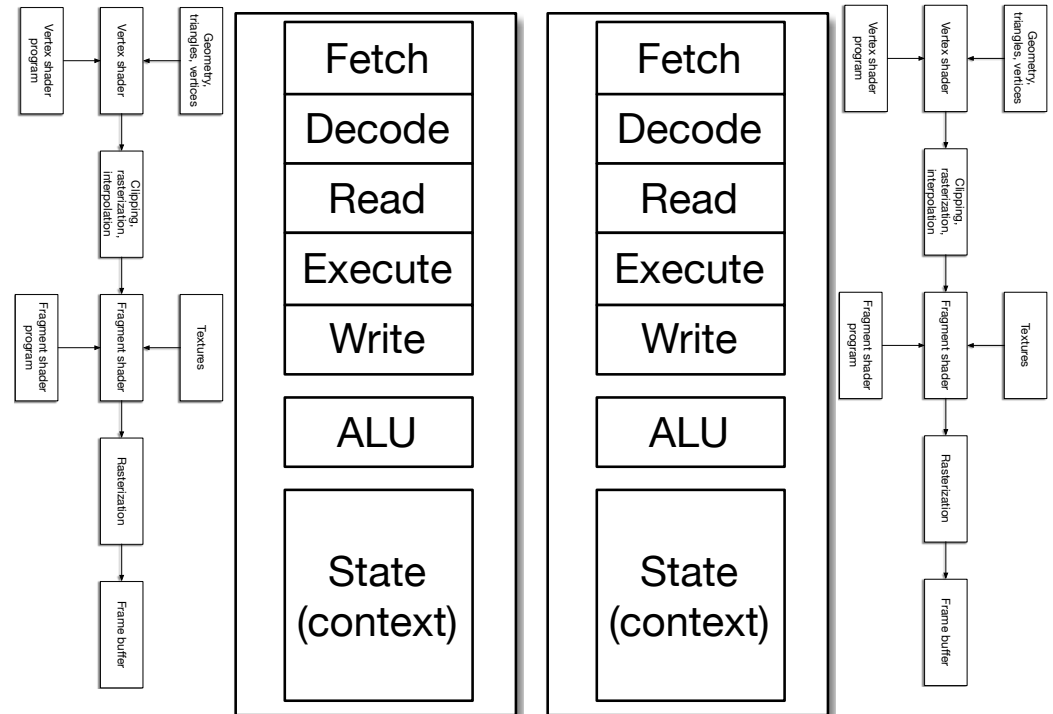 Vertex shader
program
Vertex shader
Geometry,
triangles, vertices
Clipping,
rasterization,
interpolation
Fragment shader
program
Fragment shader
Textures
Rasterization
Frame buffer
Fetch
Decode
Read
Execute
Write
ALU
State
(context)
Fetch
Decode
Read
Execute
Write
ALU
State
(context)
Vertex shader
program
Vertex shader
Geometry,
triangles, vertices
Clipping,
rasterization,
interpolation
Fragment shader
program
Fragment shader
Textures
Rasterization
Frame buffer